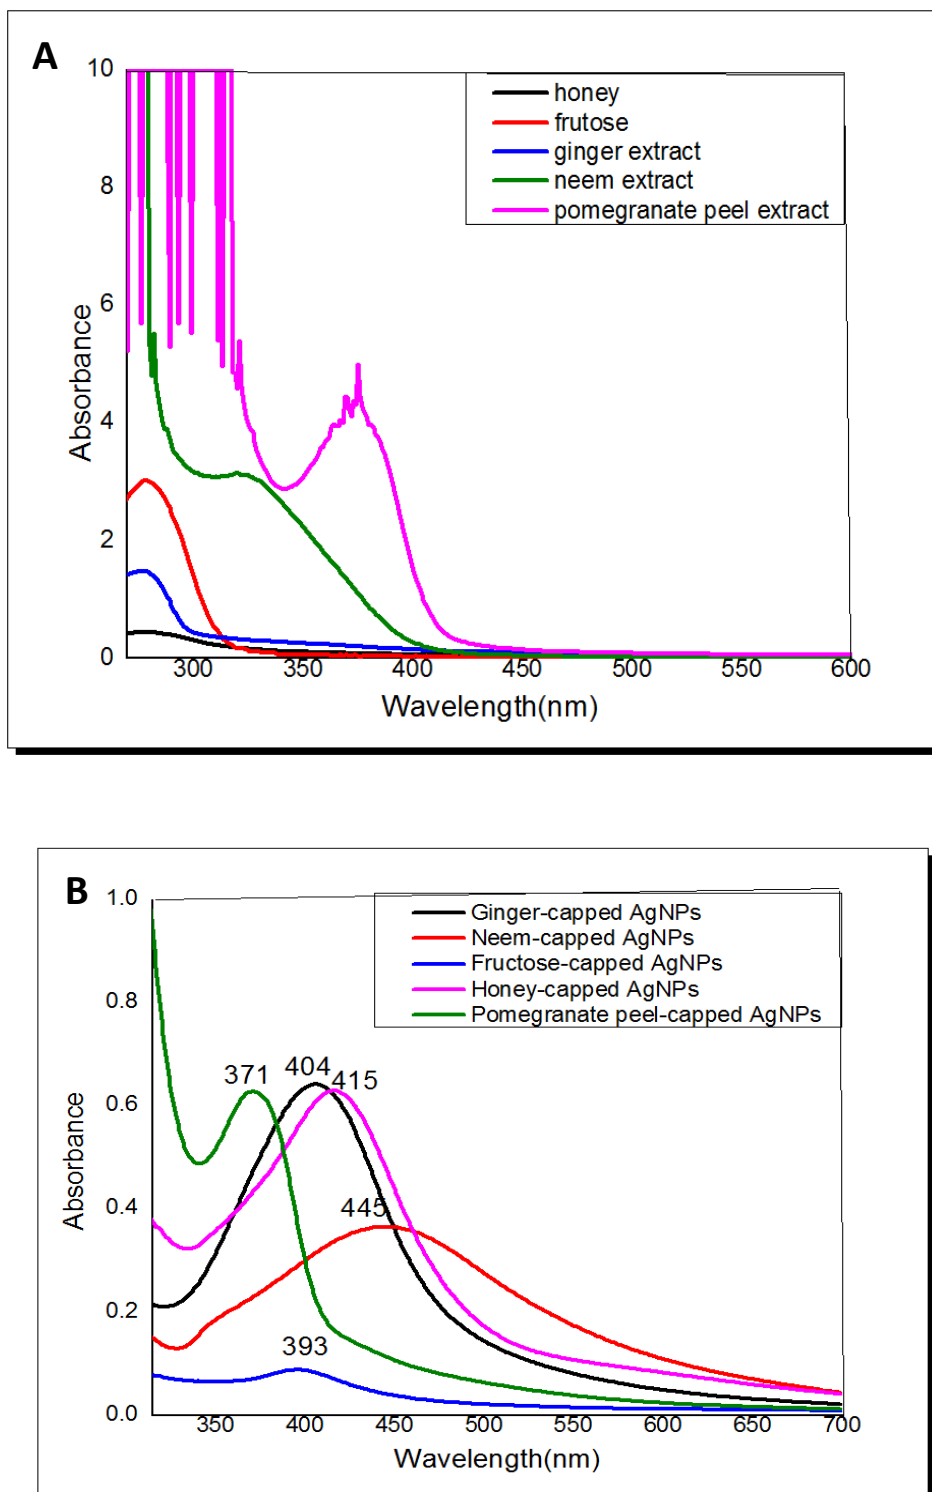 A
10
8
6
4
2
0
Absorbance
honey
frutose
ginger extract
neem extract
pomegranate peel extract
300 350 400 450 500 550 600
Wavelength(nm)
B
1.0
0.8
0.6
0.4
0.2
0.0
Absorbance
Ginger-capped AgNPs
Neem-capped AgNPs
Fructose-capped AgNPs
Honey-capped AgNPs
Pomegranate peel-capped AgNPs
371
404
415
445
393
350 400 450 500 550 600 650 700
Wavelength(nm)